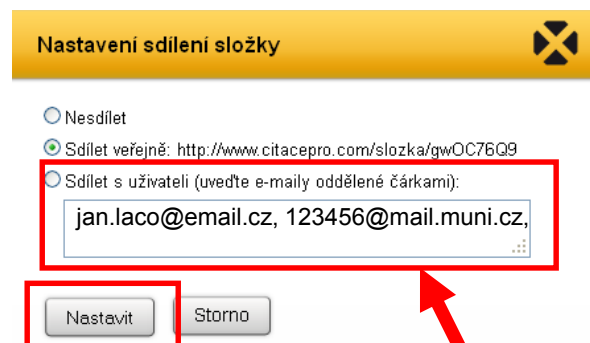 Nastavení sdílení složky
Nesdílet
Sdílet veřejně: http://www.citacepro.com/slozka/gwOC76Q9
Sdílet s uživateli (uveďte e-maily oddělené čárkami):
jan.laco@email.cz, 123456@mail.muni.cz,
Nastavit Storno